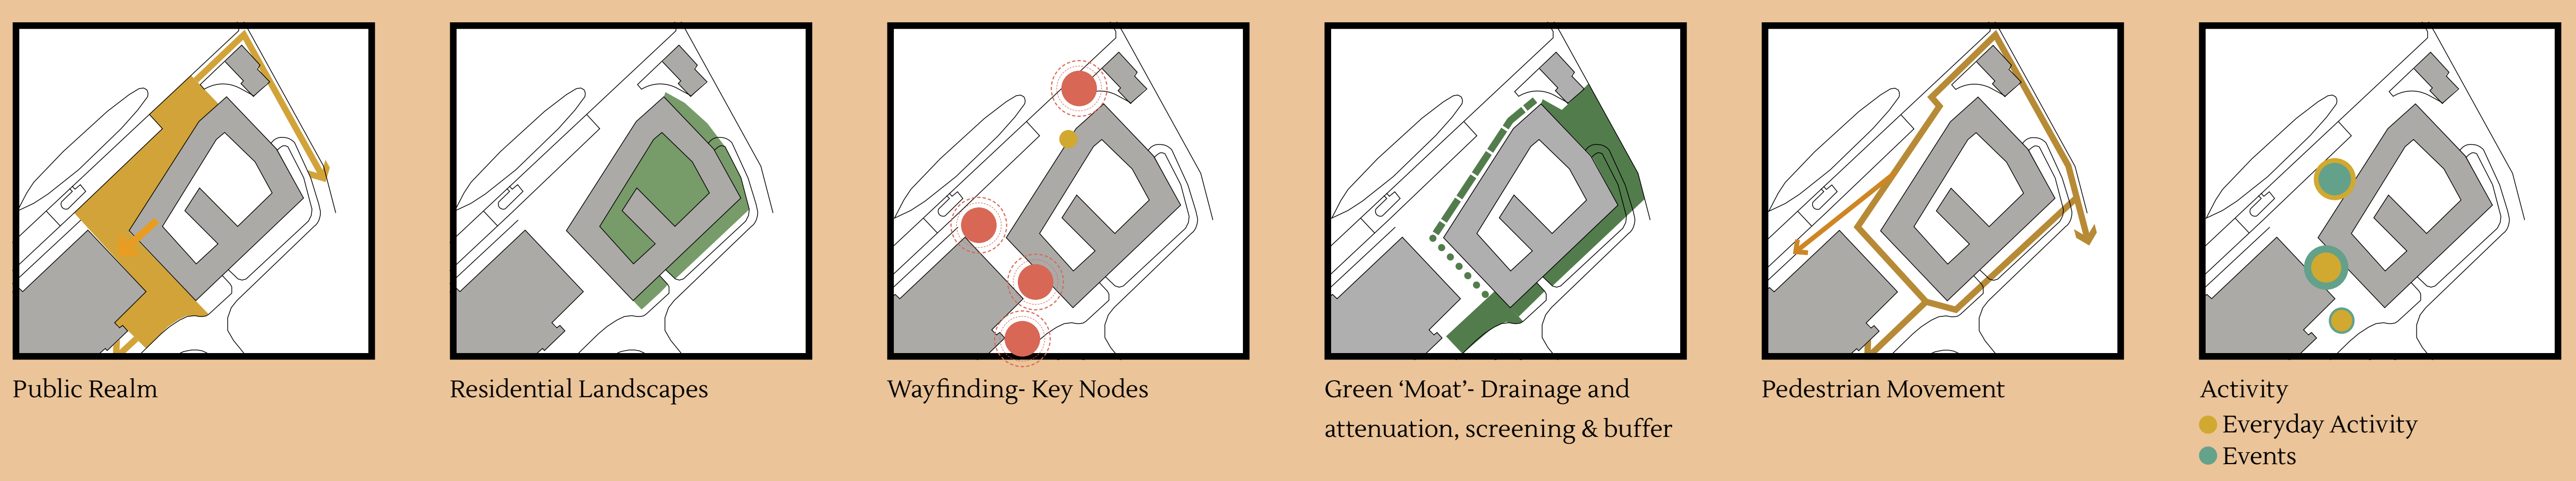 Public Realm
Residential Landscapes
Wayfinding- Key Nodes
Green ‘Moat’- Drainage and
attenuation, screening & buffer
Pedestrian Movement
Activity
Everyday Activity
Events